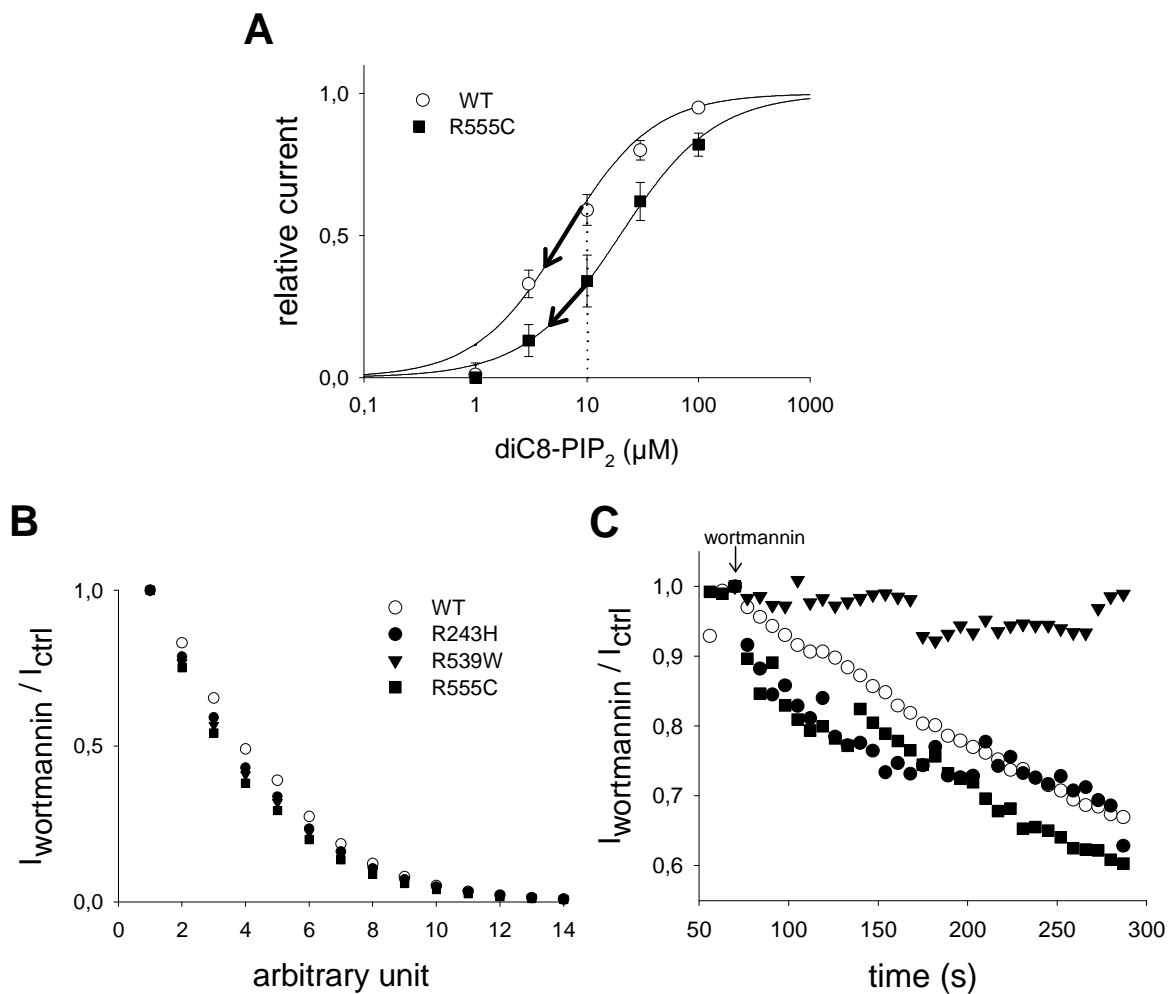 A
1,0
0,5
0,0
relative current
WT
R555C
0,1 1 10 100 1000
diC8-PIP2 (µM)
B
1,0
0,5
0,0
Iwortmannin / Ictrl
WT
R243H
R539W
R555C
0 2 4 6 8 10 12 14
arbitrary unit
C
wortmannin
1,0
0,9
0,8
0,7
0,6
Iwortmannin / Ictrl
50 100 150 200 250 300
time (s)